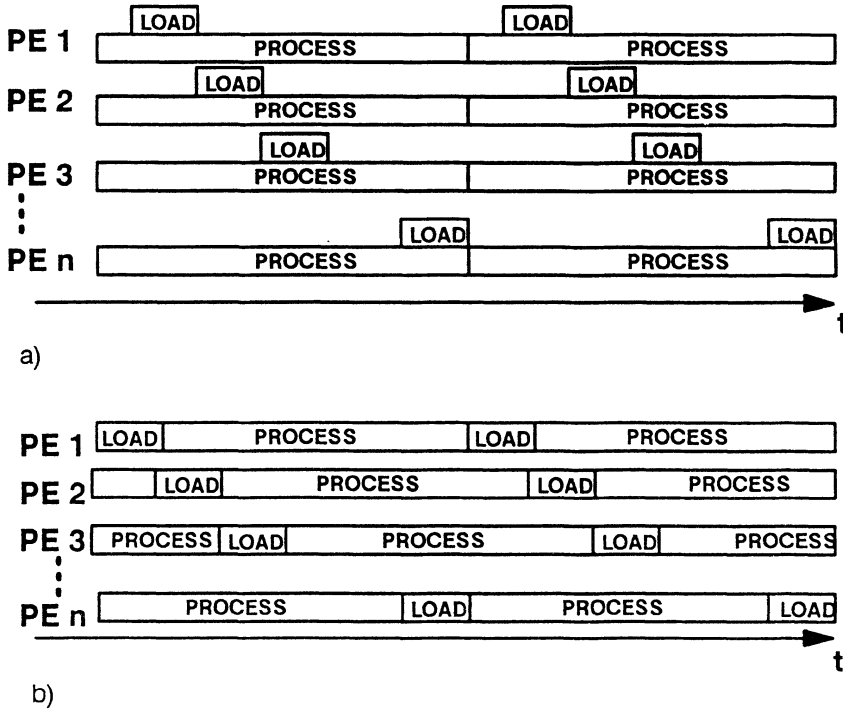 LOAD LOAD
PE 1 PROCESS PROCESS
LOAD LOAD
PE 2 PROCESS PROCESS
LOAD LOAD
PE 3 PROCESS PROCESS
LOAD LOAD
PE n PROCESS PROCESS
t
a)
PE 1 LOAD PROCESS LOAD PROCESS
PE 2 LOAD PROCESS LOAD PROCESS
PE 3 PROCESS LOAD PROCESS LOAD PROCESS
PE n PROCESS LOAD PROCESS LOAD
t
b)